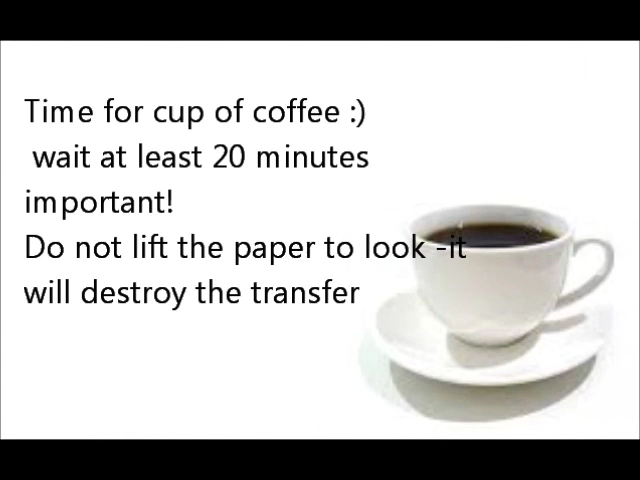 Time for cup of coffee :)
wait at least 20 minutes
important!
Do not lift the paper to look -it
will destroy the transfer